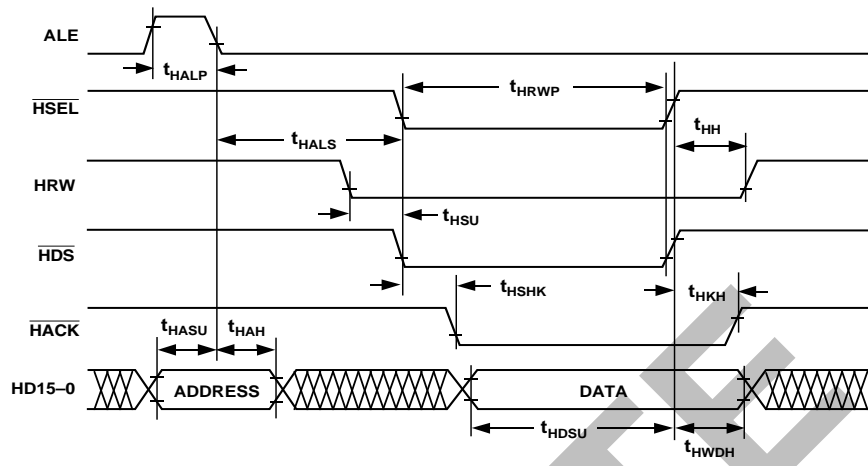 ALE
tHALP
HSEL
tHRWP
tHALS
tHH
HRW
tHSU
HDS
tHSHK
tHKH
HACK
tHASU
tHAH
HD15–0
ADDRESS
DATA
tHDSU
tHWDH